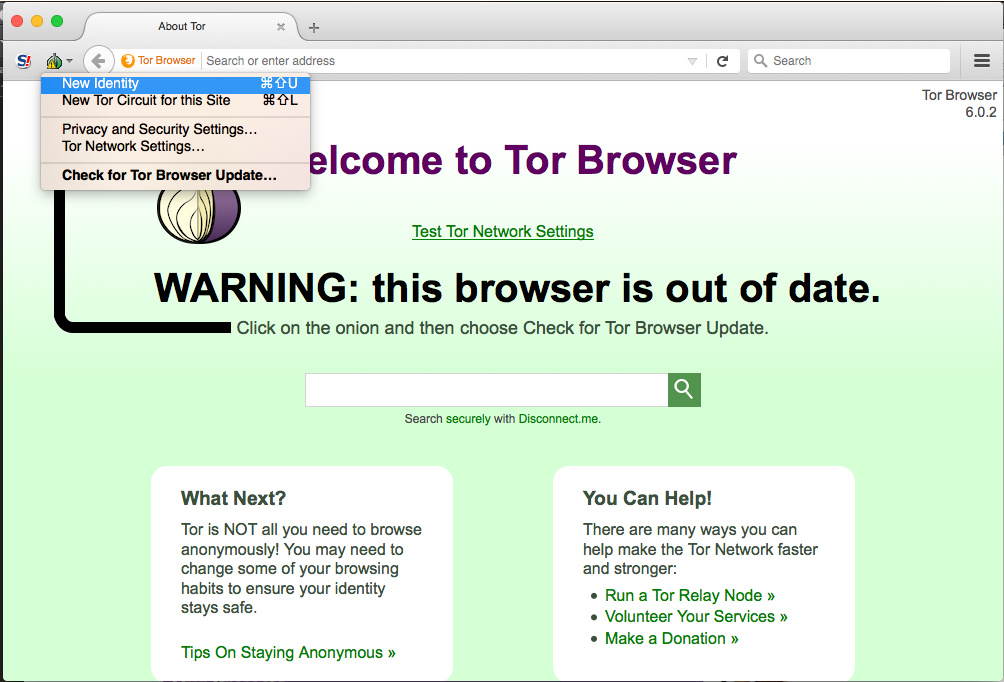 About Tor
S!
Tor Browser
Search or enter address
Search
New Identity ⌘⇧U
New Tor Circuit for this Site ⌘⇧L
Privacy and Security Settings…
Tor Network Settings…
Check for Tor Browser Update…
Tor Browser
6.0.2
elcome to Tor Browser
Test Tor Network Settings
WARNING: this browser is out of date.
Click on the onion and then choose Check for Tor Browser Update.
Search securely with Disconnect.me.
What Next?
Tor is NOT all you need to browse
anonymously! You may need to
change some of your browsing
habits to ensure your identity
stays safe.
Tips On Staying Anonymous »
You Can Help!
There are many ways you can
help make the Tor Network faster
and stronger:
• Run a Tor Relay Node »
• Volunteer Your Services »
• Make a Donation »